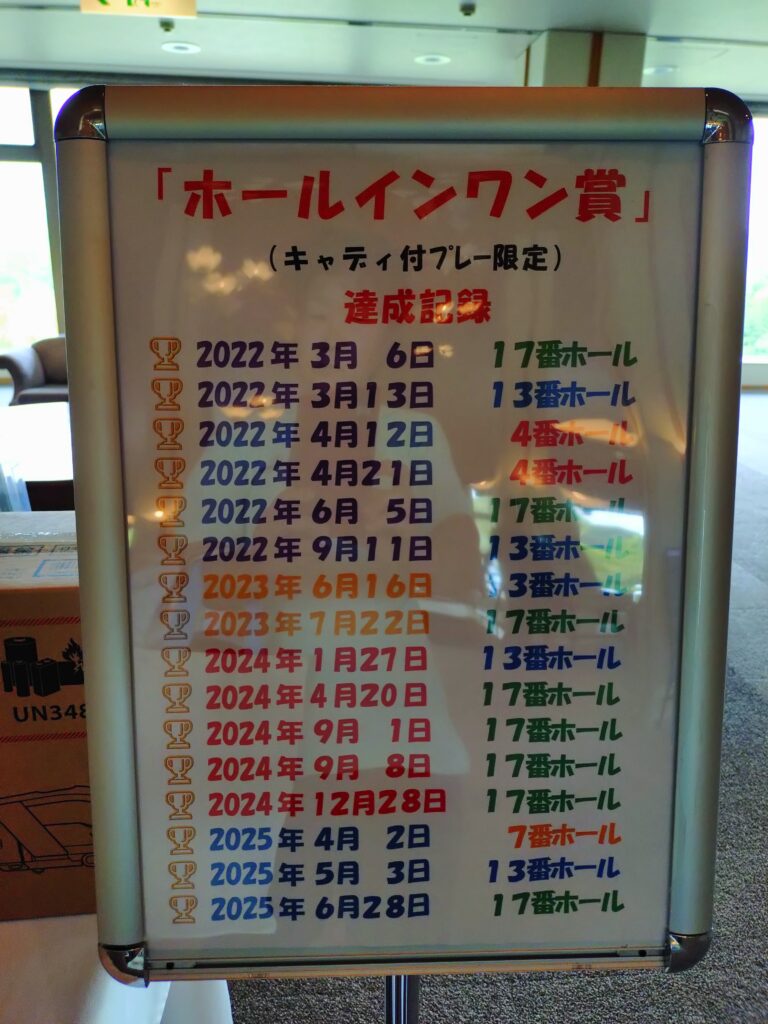 「ホールインワン賞」
（キャディ付プレー限定）
達成記録
2022年 3月 6日 17番ホール
2022年 3月13日 13番ホール
2022年 4月12日 4番ホール
2022年 4月21日 4番ホール
2022年 6月 5日 17番ホール
2022年 9月11日 13番ホール
2023年 6月16日 13番ホール
2023年 7月22日 17番ホール
2024年 1月27日 13番ホール
2024年 4月20日 17番ホール
2024年 9月 1日 17番ホール
2024年 9月 8日 17番ホール
2024年 12月28日 17番ホール
2025年 4月 2日 7番ホール
2025年 5月 3日 13番ホール
2025年 6月28日 17番ホール
UN348